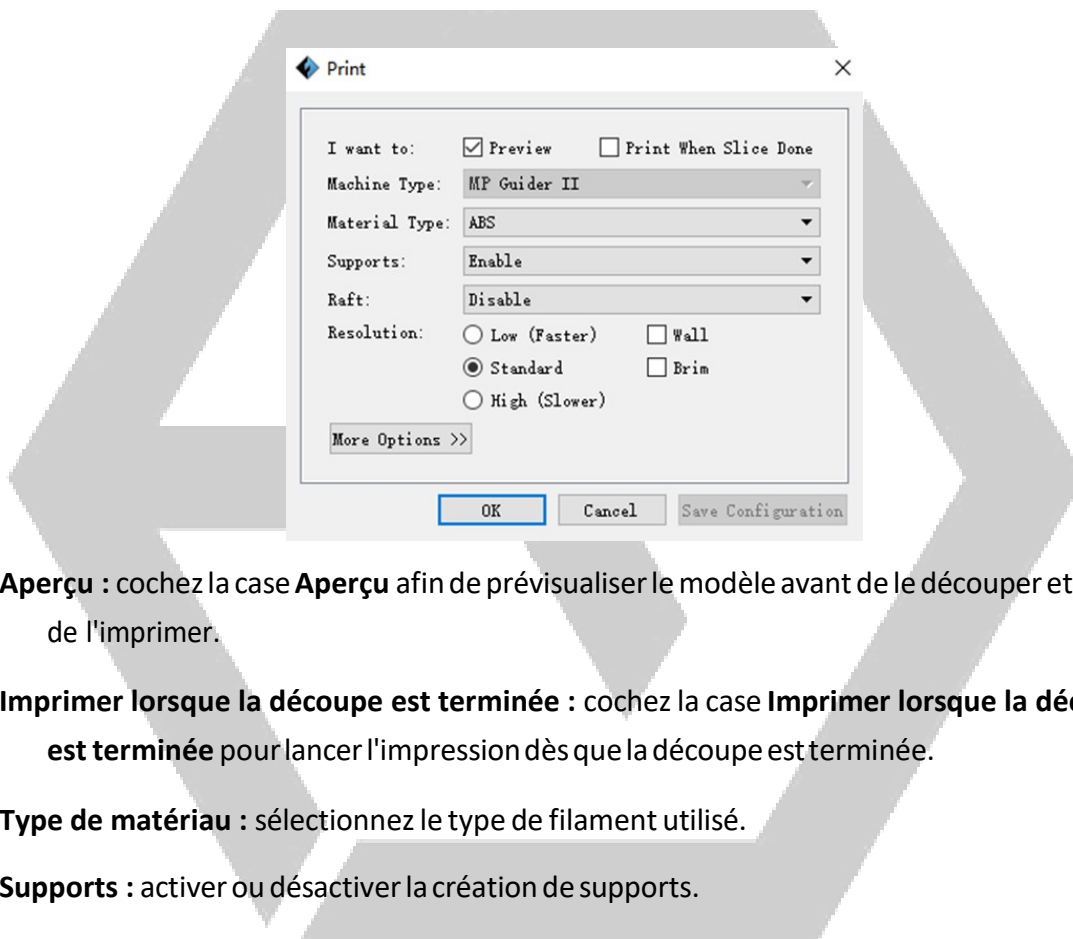 Print
I want to: Preview Print When Slice Done
Machine Type: MP Guider II
Material Type: ABS
Supports: Enable
Raft: Disable
Resolution: Low (Faster) Wall
Standard Brim
High (Slower)
More Options >>
OK Cancel Save Configuration
Aperçu : cochez la case Aperçu afin de prévisualiser le modèle avant de le découper et
de l'imprimer.
Imprimer lorsque la découpe est terminée : cochez la case Imprimer lorsque la
est terminée pour lancer l'impression dès que la découpe est terminée.
Type de matériau : sélectionnez le type de filament utilisé.
Supports : activer ou désactiver la création de supports.